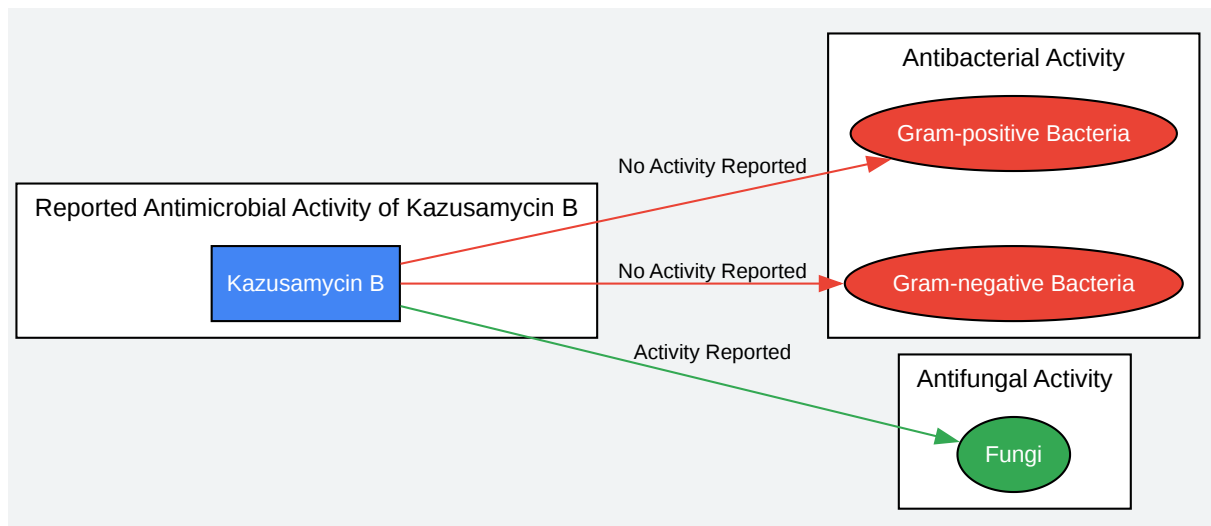 Reported Antimicrobial Activity of Kazusamycin B
Kazusamycin B
No Activity Reported
No Activity Reported
Activity Reported
Antibacterial Activity
Gram-positive Bacteria
Gram-negative Bacteria
Antifungal Activity
Fungi